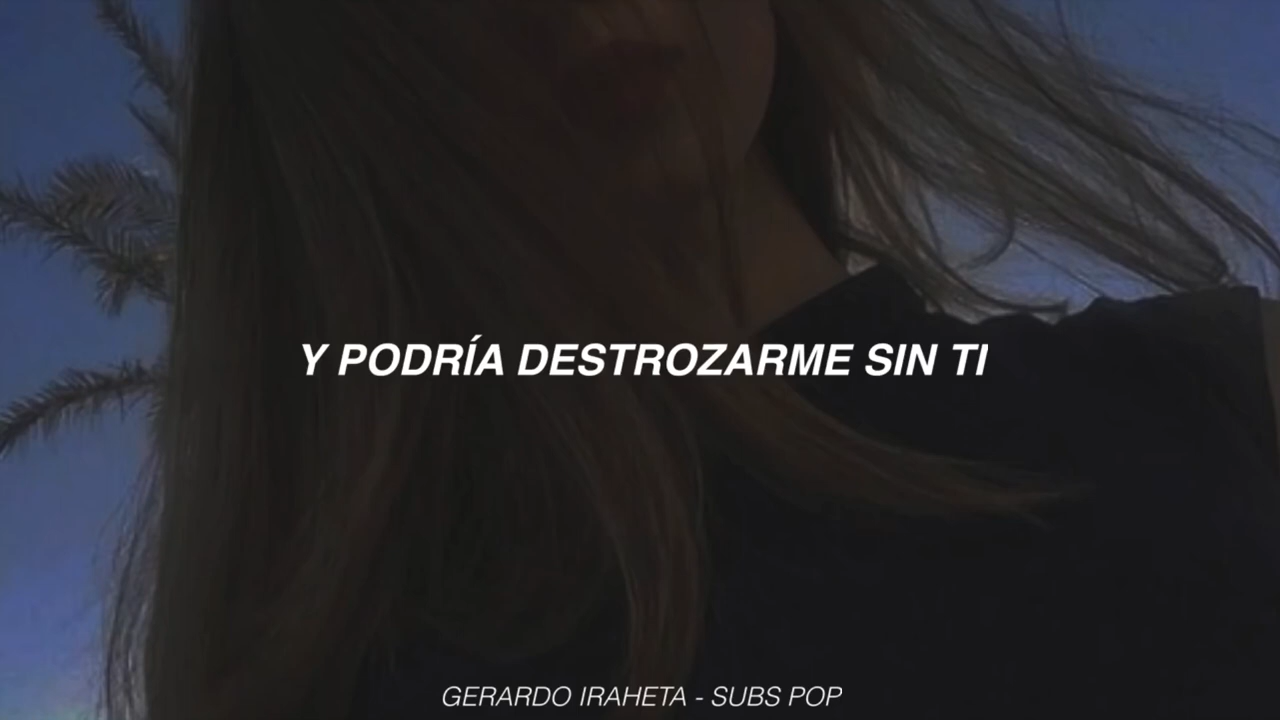 Y PODRÍA DESTROZARME SIN TI
GERARDO IRAHETA - SUBS POP